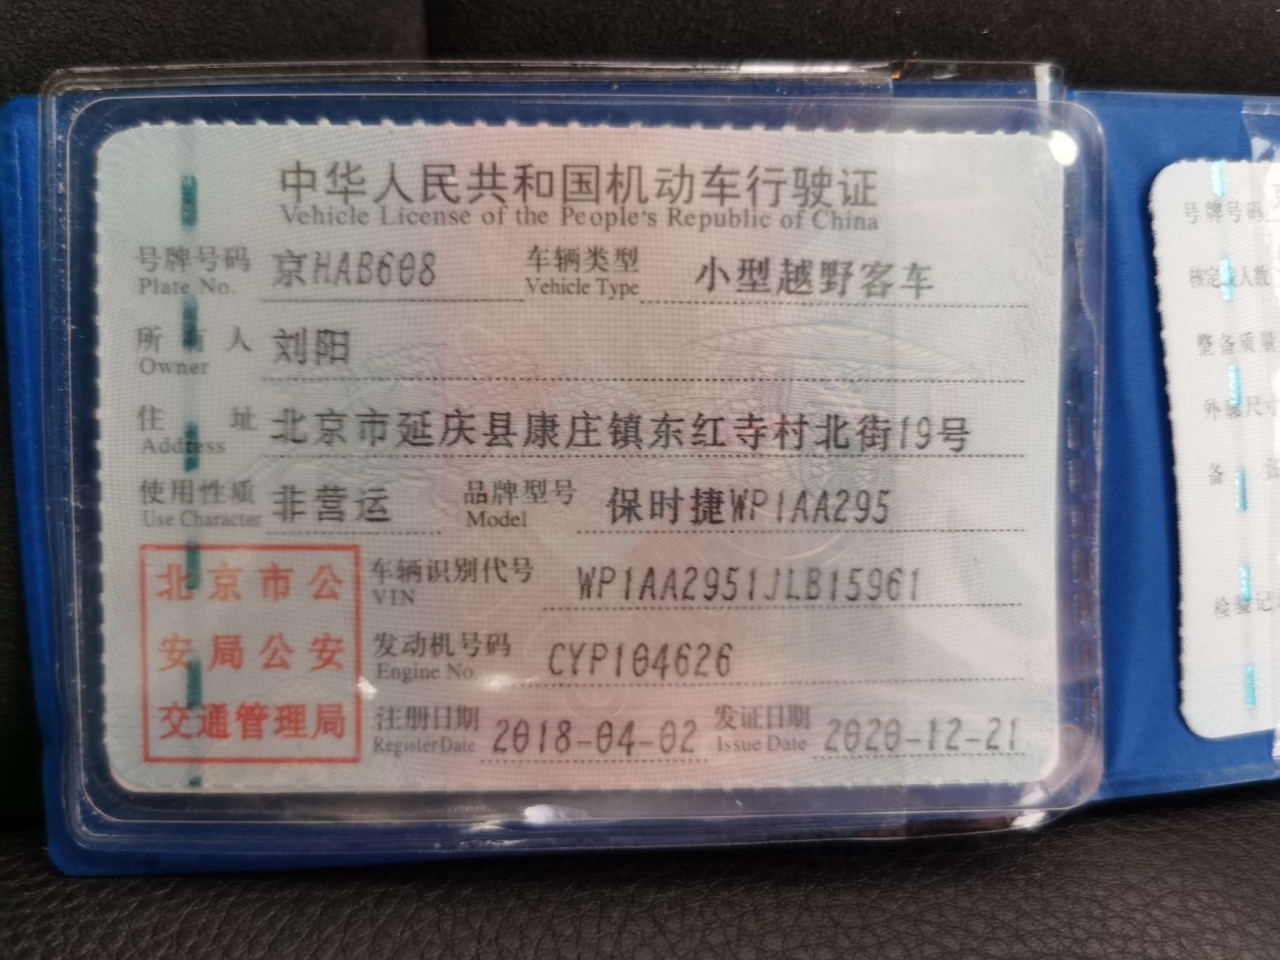 中华人民共和国机动车行驶证
Vehicle License of the People's Republic of China
号牌号码 京HAB608 车辆类型 小型越野客车
Plate No. Vehicle Type
所有人 刘阳
Owner
住址 北京市延庆县康庄镇东红寺村北街19号
Address
使用性质 非营运 品牌型号 保时捷WP1AA295
Use Character Model
北京市公
安局公安
交通管理局
车辆识别代号 WP1AA2951JLB15961
VIN
发动机号码 CYP104626
Engine No.
注册日期 2018-04-02 发证日期 2020-12-21
Register Date Issue Date
号牌号码
核定载人数
整备质量
外廓尺寸
备
检验记